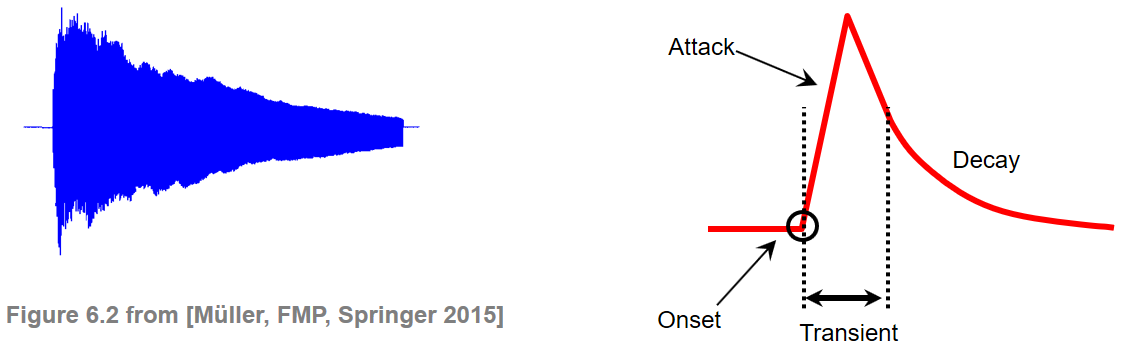 Attack
Decay
Figure 6.2 from [Müller, FMP, Springer 2015]
Onset
Transient